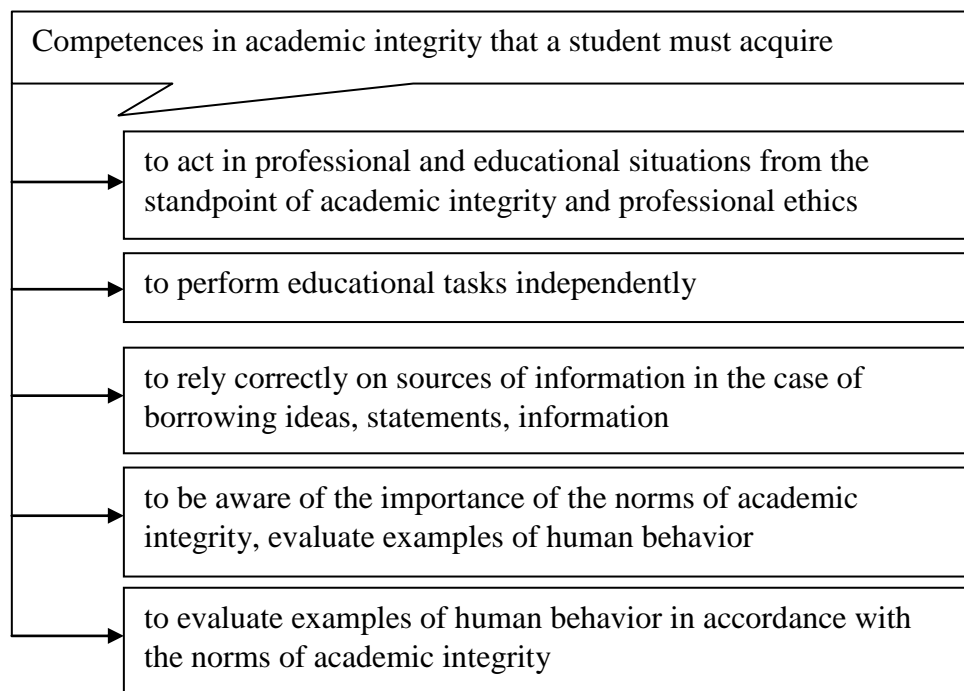 Competences in academic integrity that a student must acquire
to act in professional and educational situations from the
standpoint of academic integrity and professional ethics
to perform educational tasks independently
to rely correctly on sources of information in the case of
borrowing ideas, statements, information
to be aware of the importance of the norms of academic
integrity, evaluate examples of human behavior
to evaluate examples of human behavior in accordance with
the norms of academic integrity